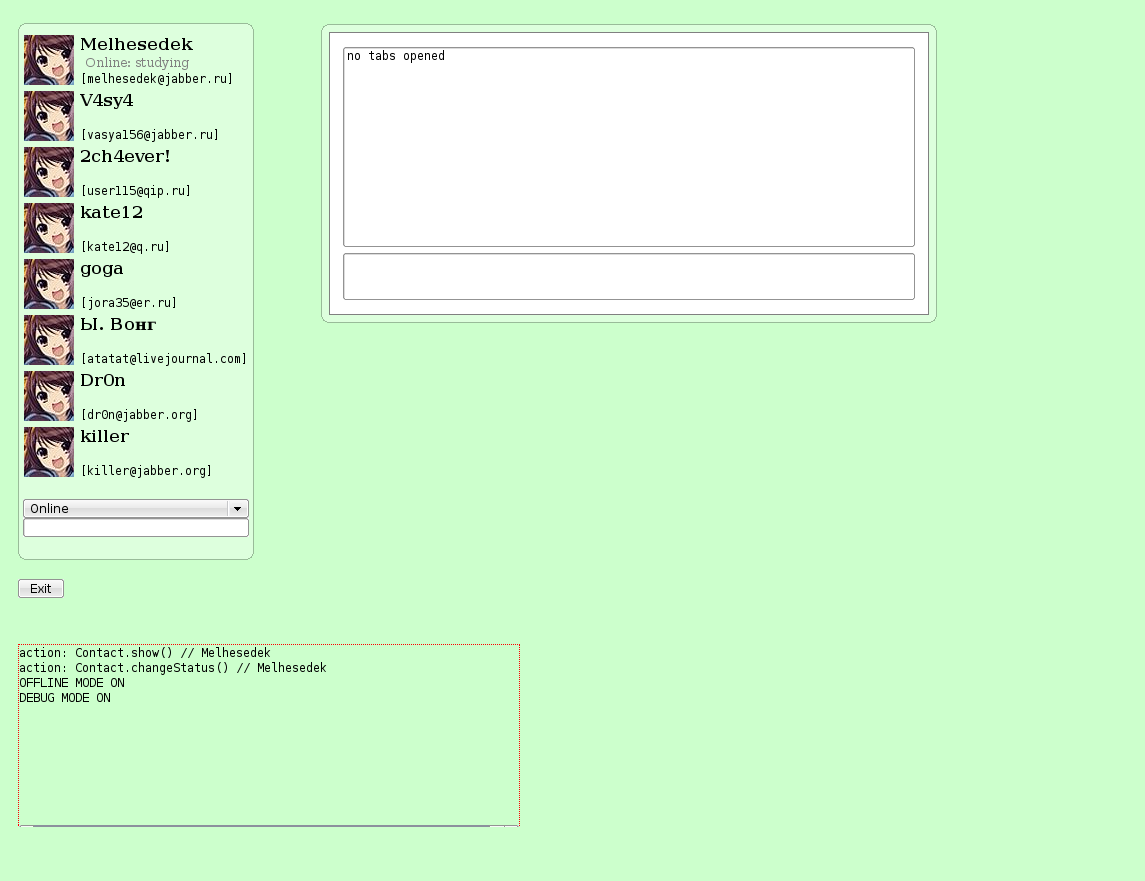 Melhesedek
Online: studying
[melhesedek@jabber.ru]
V4sy4
[vasya156@jabber.ru]
2ch4ever!
[user115@qip.ru]
kate12
[kate12@q.ru]
goga
[jora35@er.ru]
Ы. Вонг
[atatat@livejournal.com]
Dr0n
[dr0n@jabber.org]
killer
[killer@jabber.org]
Online
Exit
no tabs opened
action: Contact.show() // Melhesedek
action: Contact.changeStatus() // Melhesedek
OFFLINE MODE ON
DEBUG MODE ON